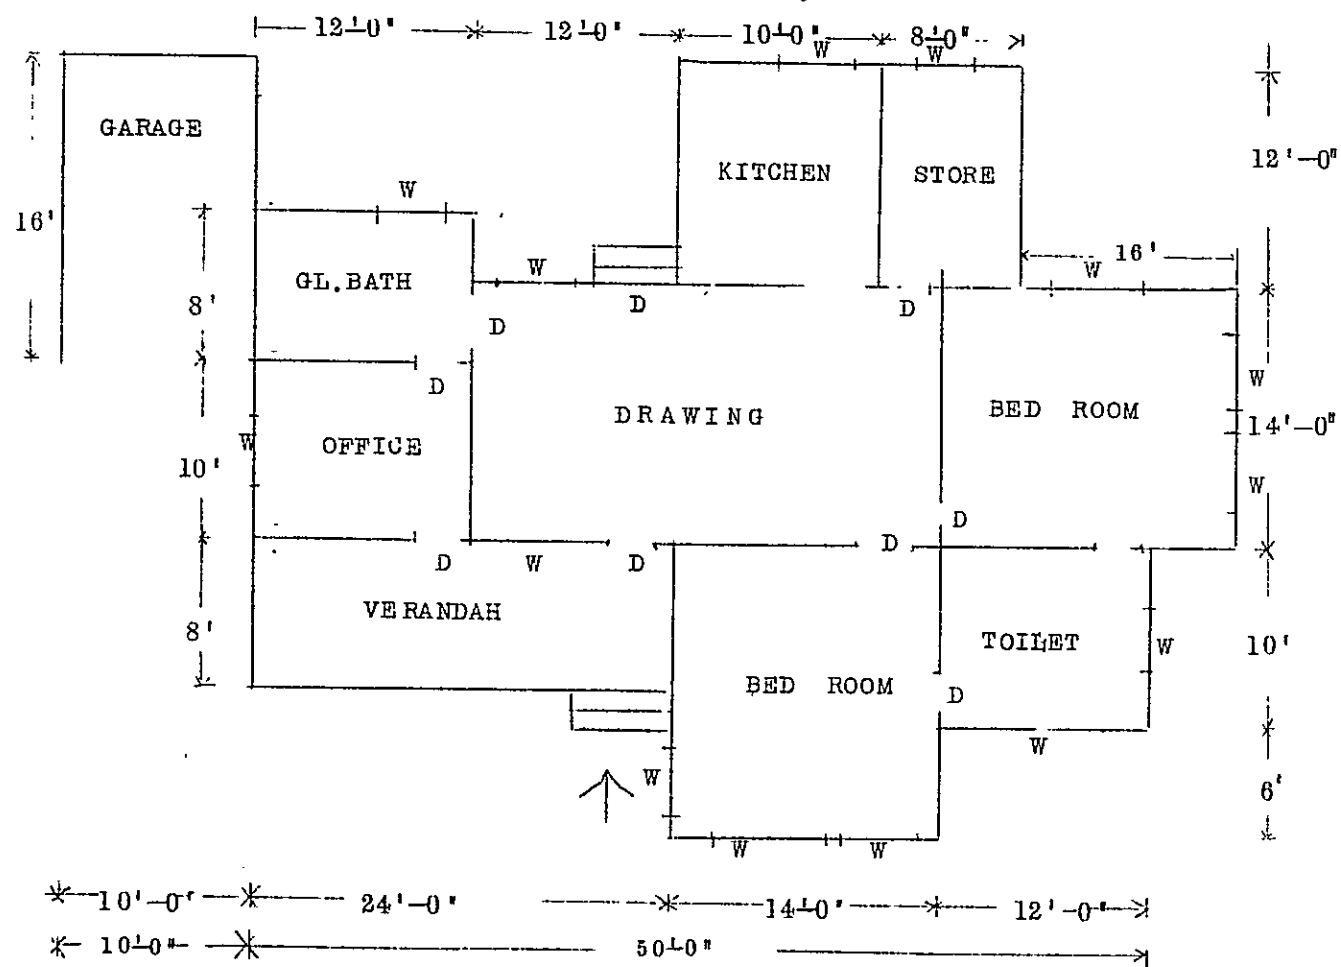 12'-0" 12'-0" 10'-0" 8'-0"
W W
GARAGE
12'-0"
KITCHEN STORE
W
16'
16'
W W
GL.BATH
8'
D D D
D
W
DRAWING BED ROOM
14'-0"
W
OFFICE
10'
W
D
D W D D
VERANDAH
8'
TOILET W 10'
BED ROOM D
W
W
6'
W W
10'-0" 24'-0" 14'-0" 12'-0"
10'-0" 50'-0"